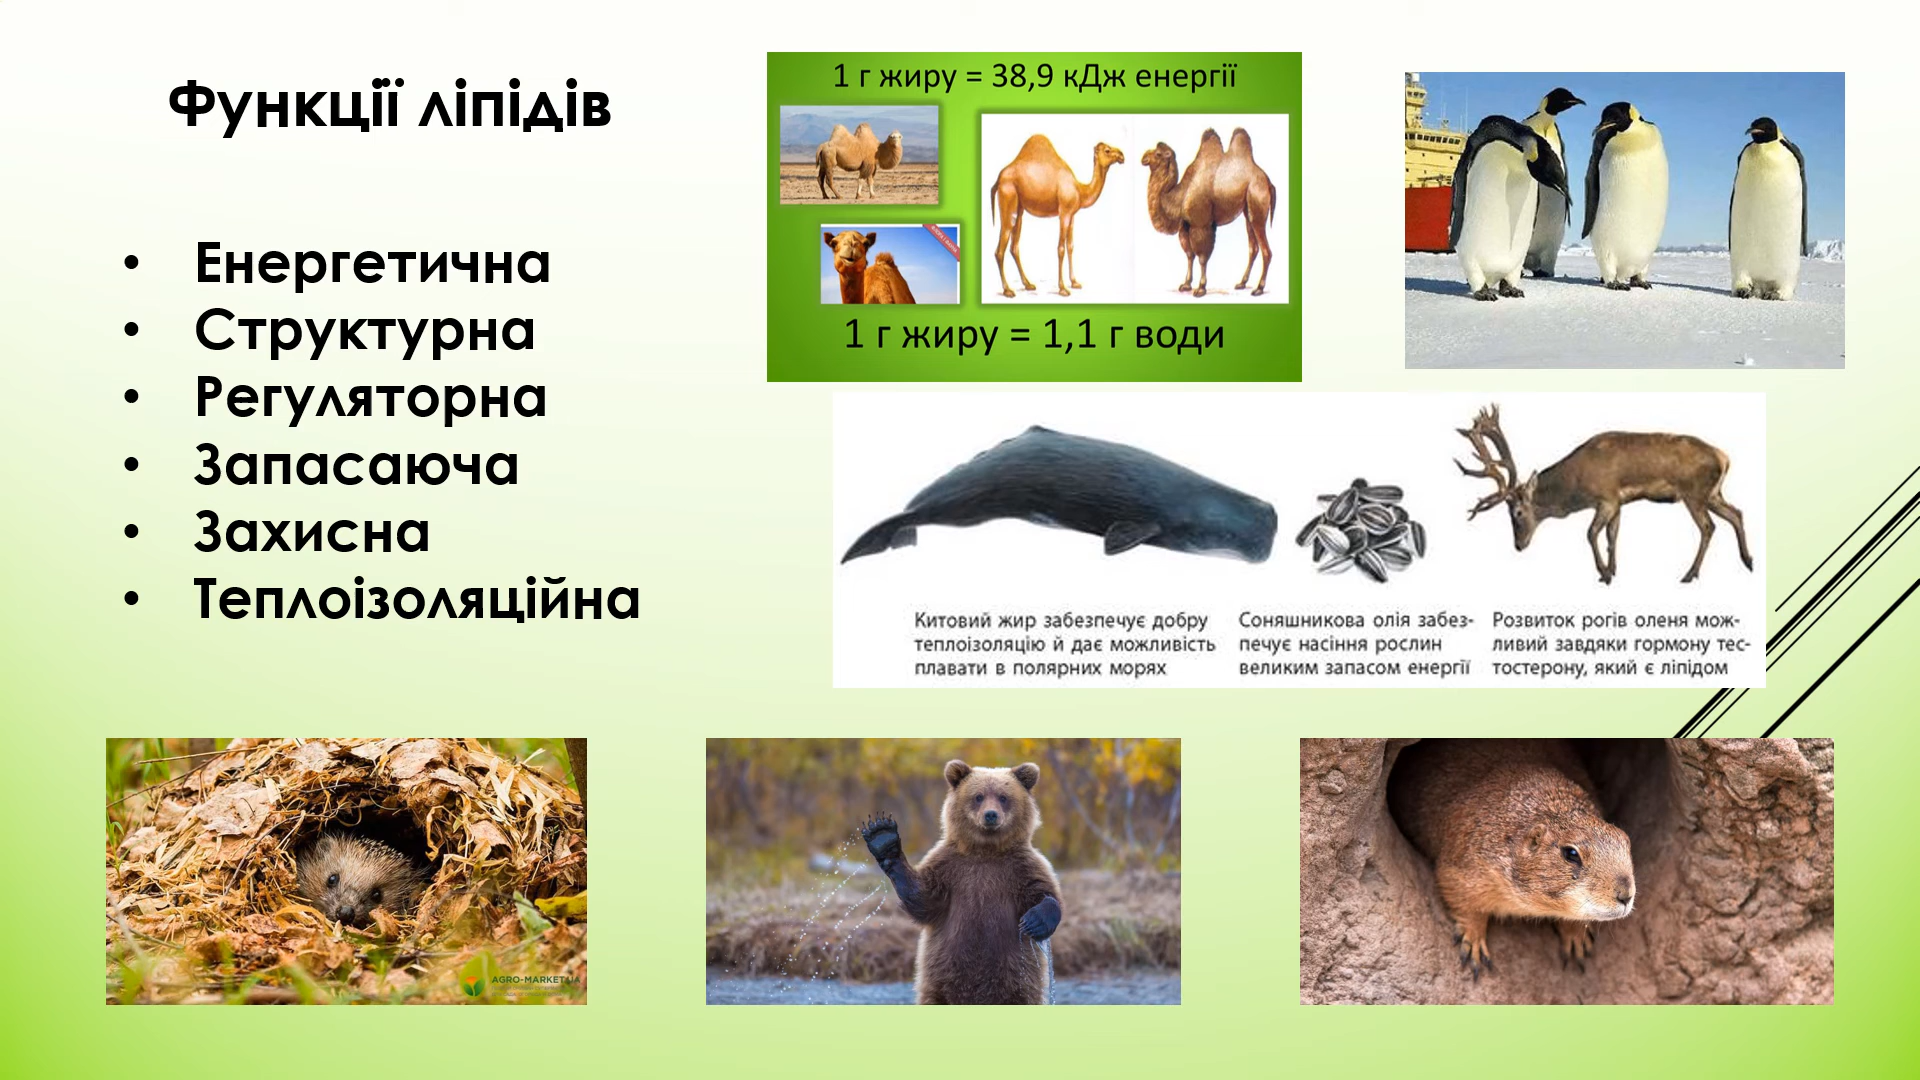 Функції ліпідів
• Енергетична
• Структурна
• Регуляторна
• Запасаюча
• Захисна
• Теплоізоляційна
1 г жиру = 38,9 кДж енергії
1 г жиру = 1,1 г води
Китовий жир забезпечує добру
теплоізоляцію й дає можливість
плавати в полярних морях
Соняшникова олія забез-
печує насіння рослин
великим запасом енергії
Розвиток рогів оленя мож-
ливий завдяки гормону тес-
тостерону, який є ліпідом
AGRO-MARKET.UA